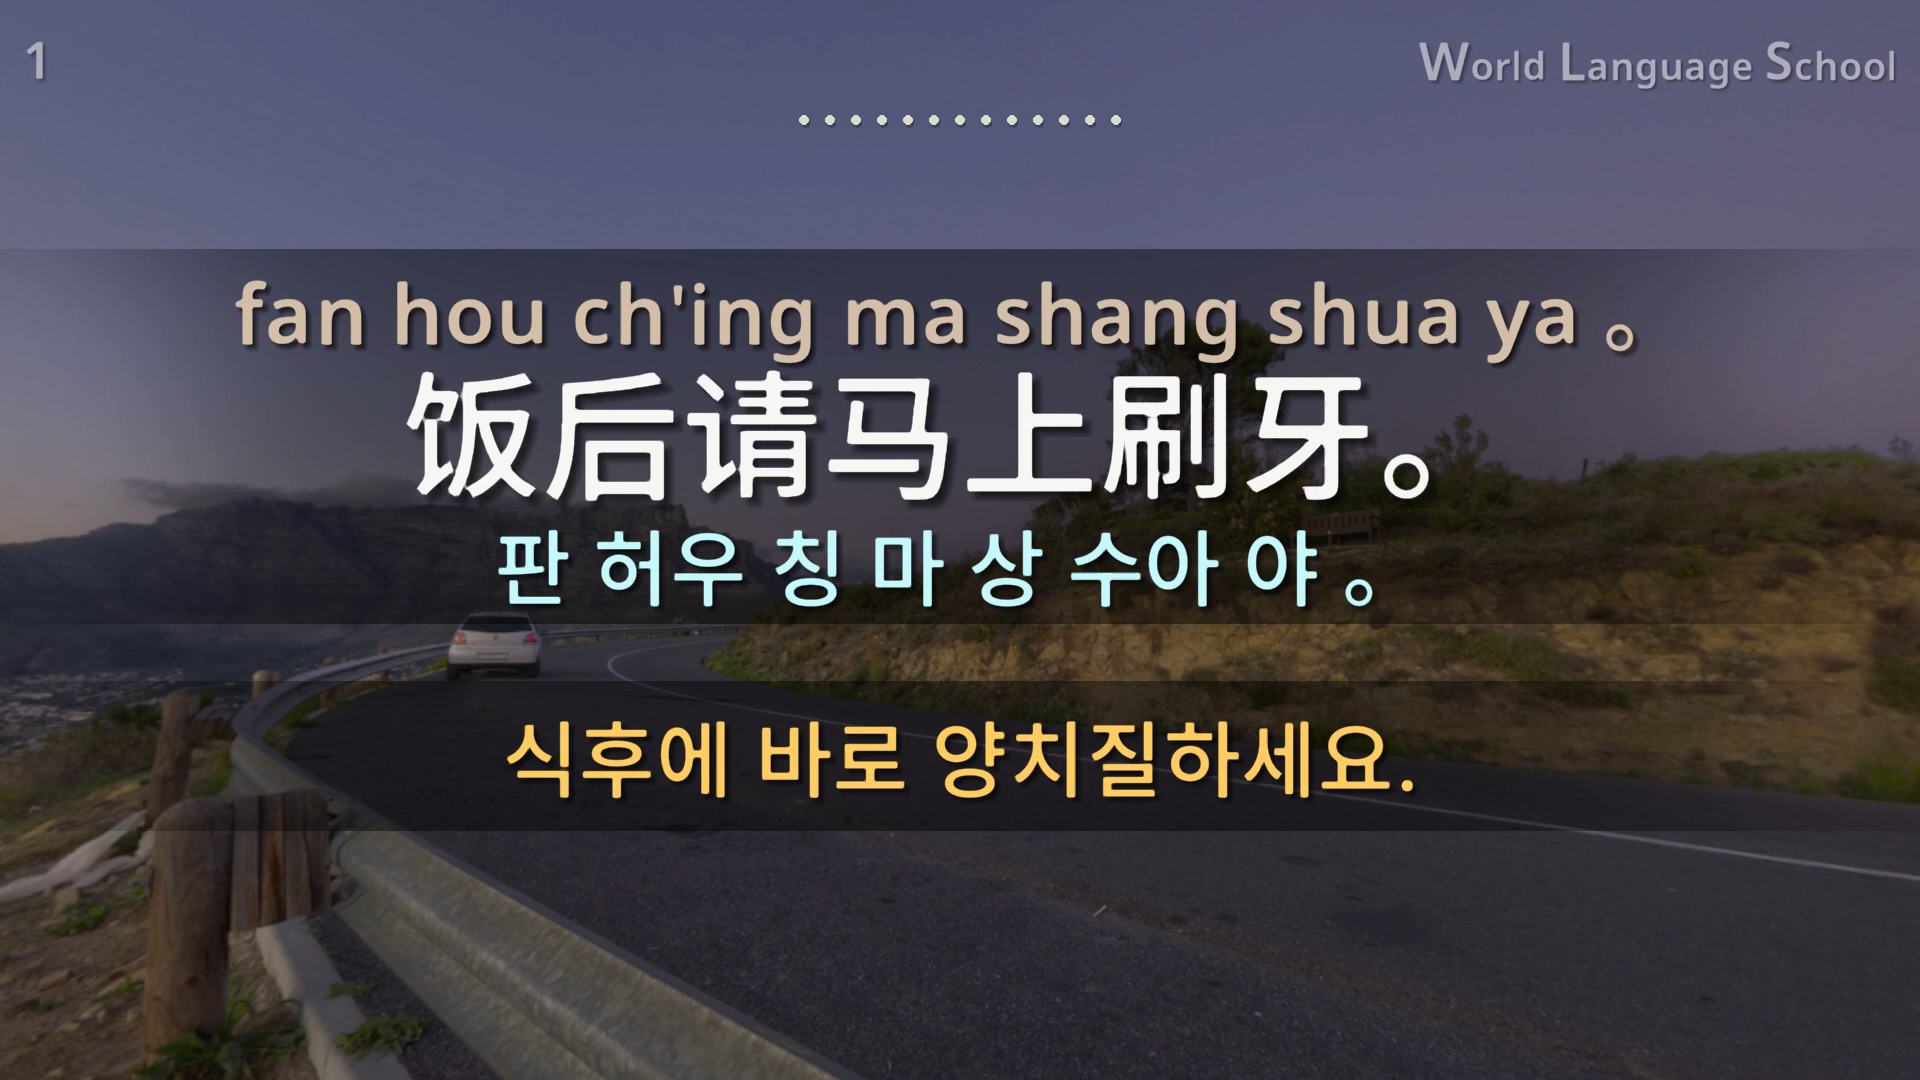 1
World Language School
.............
fan hou ch'ing ma shang shua ya 。
饭后请马上刷牙。
판 허우 칭 마 상 수아 야 。
식후에 바로 양치질하세요.